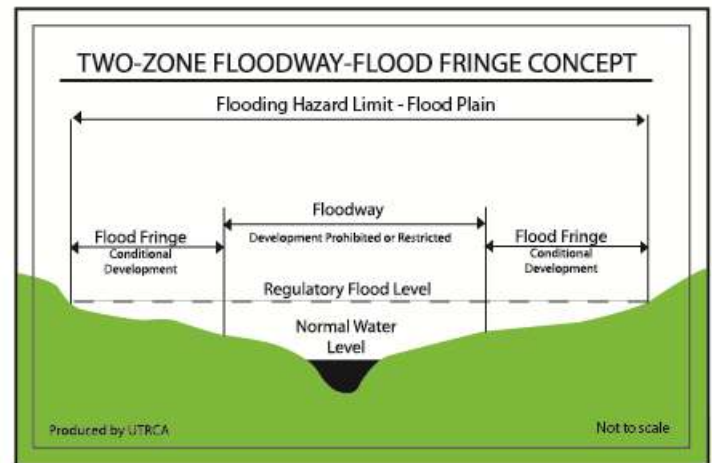 TWO-ZONE FLOODWAY-FLOOD FRINGE CONCEPT
Flooding Hazard Limit - Flood Plain
Floodway
Development Prohibited or Restricted
Flood Fringe
Conditional
Development
Flood Fringe
Conditional
Development
Regulatory Flood Level
Normal Water
Level
Produced by UTRCA
Not to scale